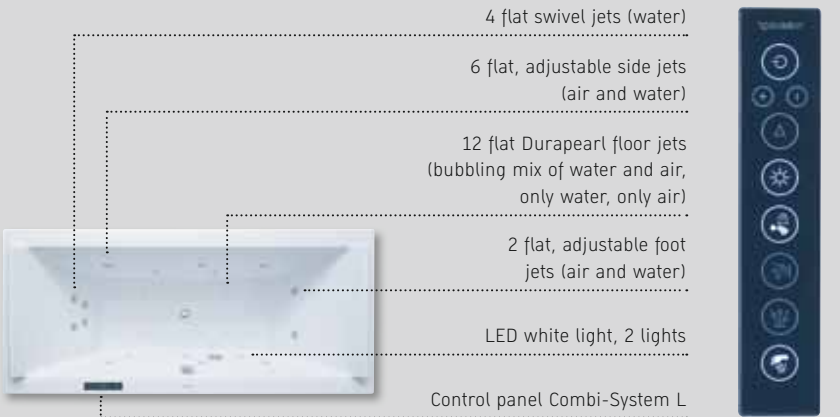 4 flat swivel jets (water)
6 flat, adjustable side jets
(air and water)
12 flat Durapearl floor jets
(bubbling mix of water and air,
only water, only air)
2 flat, adjustable foot
jets (air and water)
LED white light, 2 lights
Control panel Combi-System L